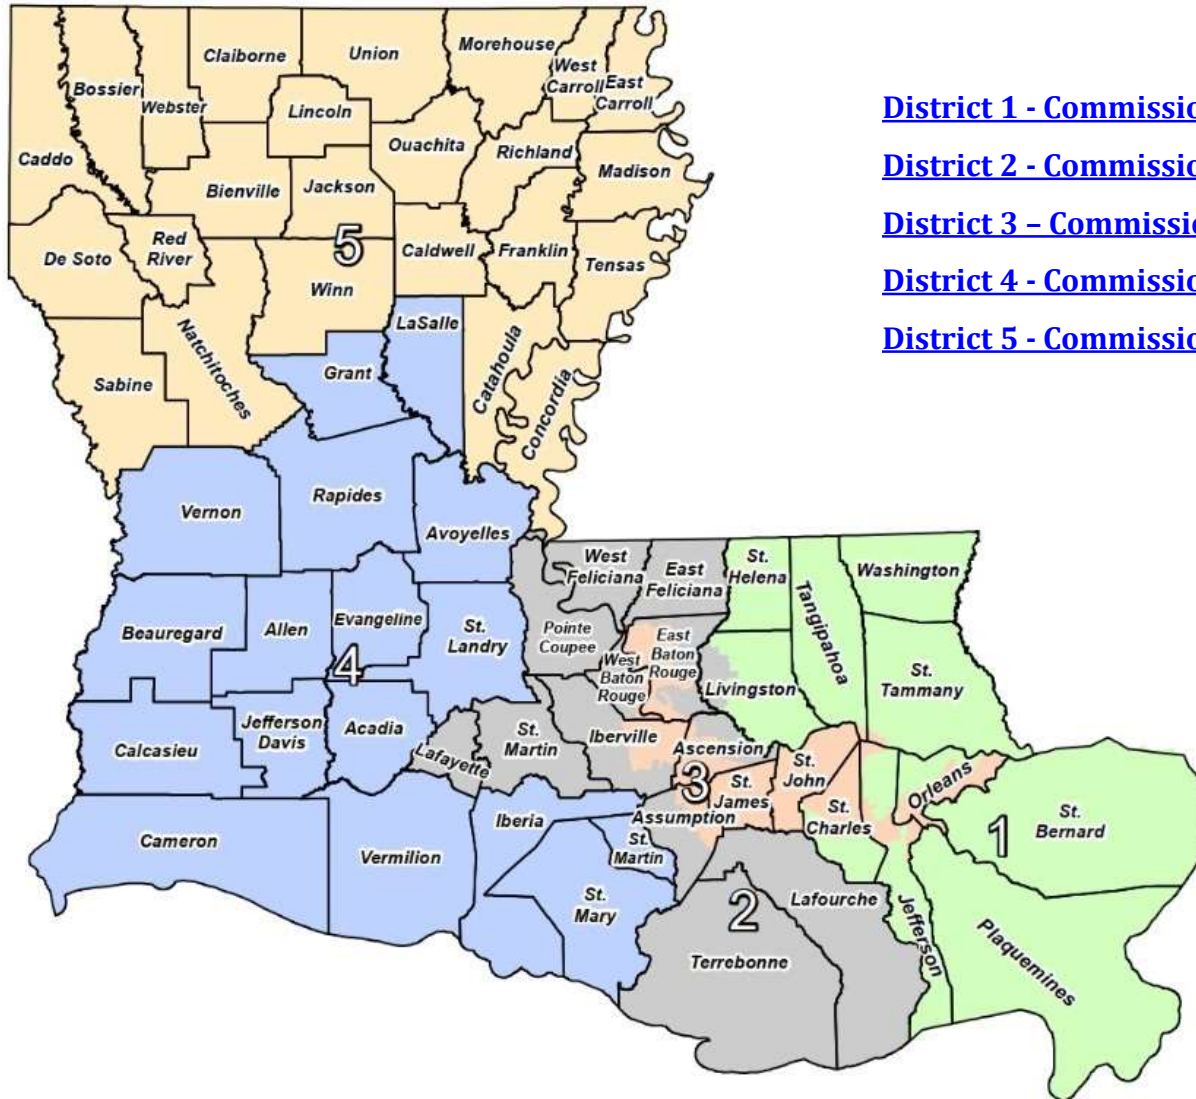 District 1 - Commissio
District 2 - Commissio
District 3 – Commissio
District 4 - Commissio
District 5 - Commissio
Caddo
Bossier
Webster
Claiborne
Union
Morehouse
West
Carroll
East
Carroll
Lincoln
Ouachita
Richland
Madison
Bienville
Jackson
De Soto
Red
River
5
Winn
Caldwell
Franklin
Tensas
Sabine
Natchitoches
Grant
LaSalle
Catahoula
Concordia
Vernon
Rapides
Avoyelles
Beauregard
Allen
Evangeline
St.
Landry
4
Calcasieu
Jefferson
Davis
Acadia
Lafayette
St.
Martin
Cameron
Vermilion
Iberia
St.
Martin
St.
Mary
Pointe
Coupee
West
Feliciana
East
Feliciana
West
Baton
Rouge
East
Baton
Rouge
St.
Helena
Tangipahoa
Washington
Livingston
St.
Tammany
Iberville
Ascension
3
St.
James
St.
John
Assumption
St.
Charles
Orleans
1
St.
Bernard
2
Terrebonne
Lafourche
Jefferson
Plaquemines